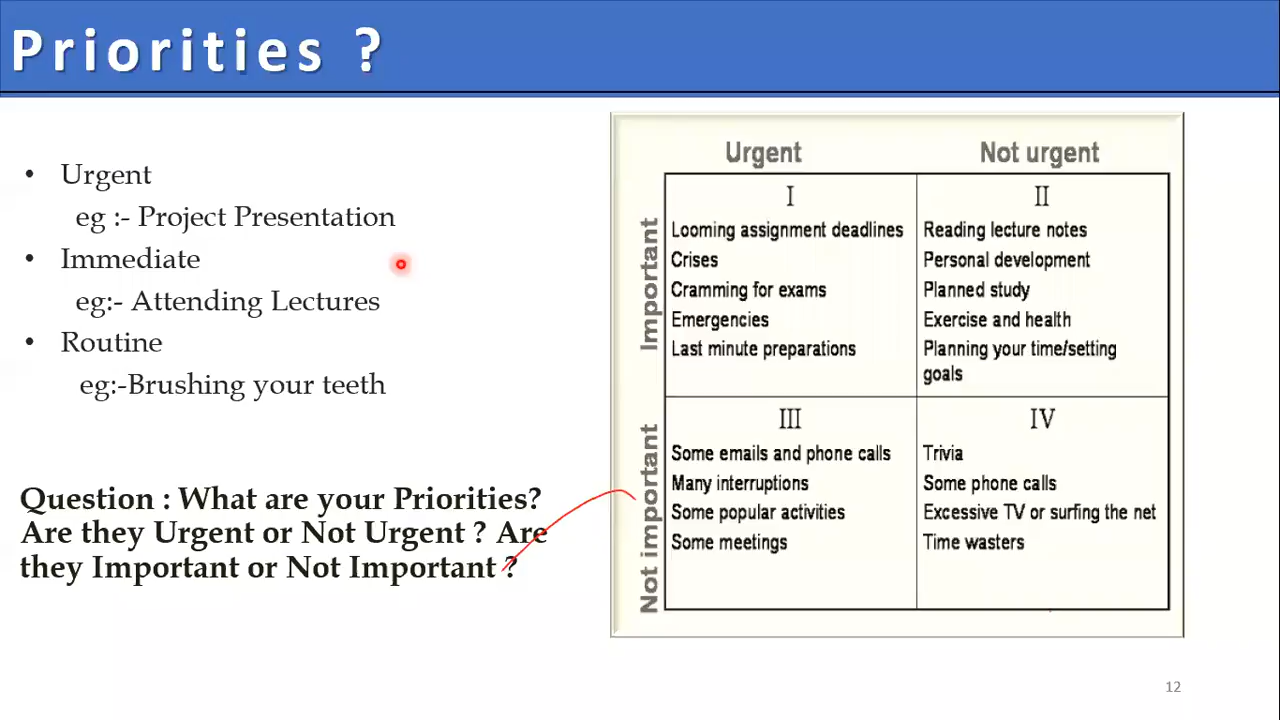 Priorities ?
• Urgent
eg :- Project Presentation
• Immediate
eg:- Attending Lectures
• Routine
eg:-Brushing your teeth
Question : What are your Priorities?
Are they Urgent or Not Urgent ? Are
they Important or Not Important ?
Urgent
Not urgent
Important
I
Looming assignment deadlines
Crises
Cramming for exams
Emergencies
Last minute preparations
II
Reading lecture notes
Personal development
Planned study
Exercise and health
Planning your time/setting
goals
Not important
III
Some emails and phone calls
Many interruptions
Some popular activities
Some meetings
IV
Trivia
Some phone calls
Excessive TV or surfing the net
Time wasters
12